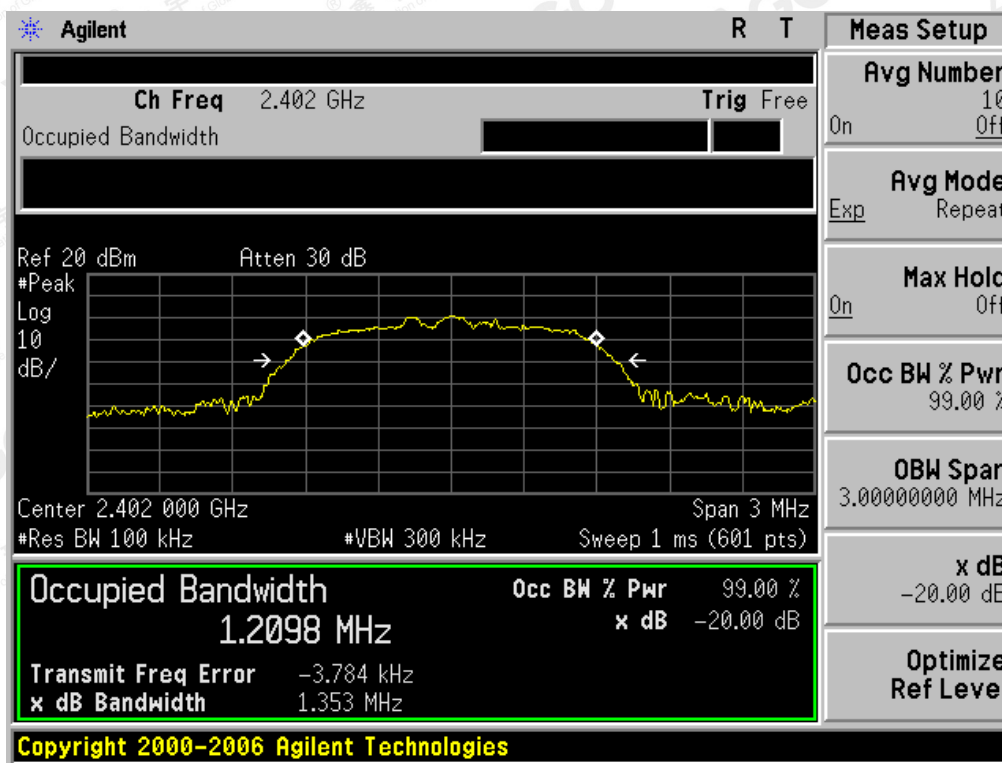 Agilent R T
Ch Freq 2.402 GHz Trig Free
Occupied Bandwidth
Ref 20 dBm Atten 30 dB
#Peak
Log
10
dB/
Center 2.402 000 GHz Span 3 MHz
#Res BW 100 kHz #VBW 300 kHz Sweep 1 ms (601 pts)
Occupied Bandwidth Occ BW % Pwr 99.00 %
1.2098 MHz x dB -20.00 dB
Transmit Freq Error -3.784 kHz
x dB Bandwidth 1.353 MHz
Copyright 2000-2006 Agilent Technologies
Meas Setup
Avg Number
10
On Off
Avg Mode
Exp Repeat
Max Hold
On Off
Occ BW % Pwr
99.00 %
OBW Span
3.00000000 MHz
x dB
-20.00 dB
Optimize
Ref Level